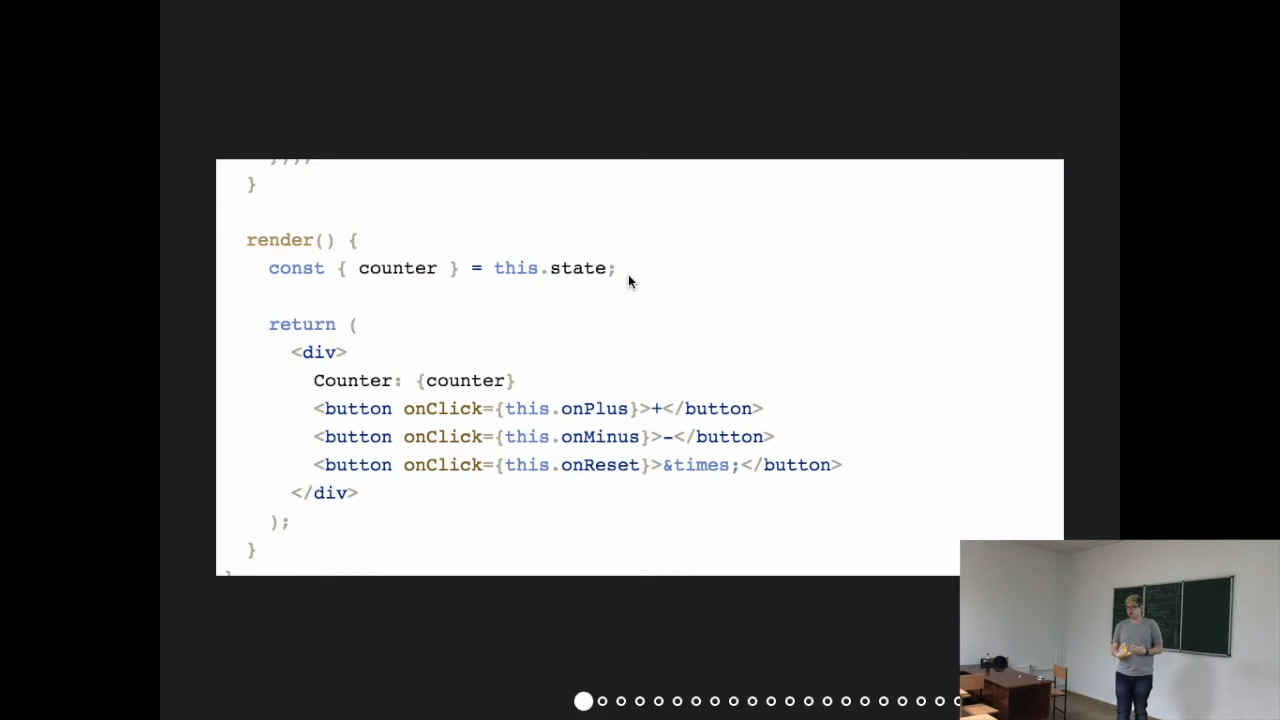 }
render() {
const { counter } = this.state;
return (
<div>
Counter: {counter}
<button onClick={this.onPlus}>+</button>
<button onClick={this.onMinus}>-</button>
<button onClick={this.onReset}>&times;</button>
</div>
);
}